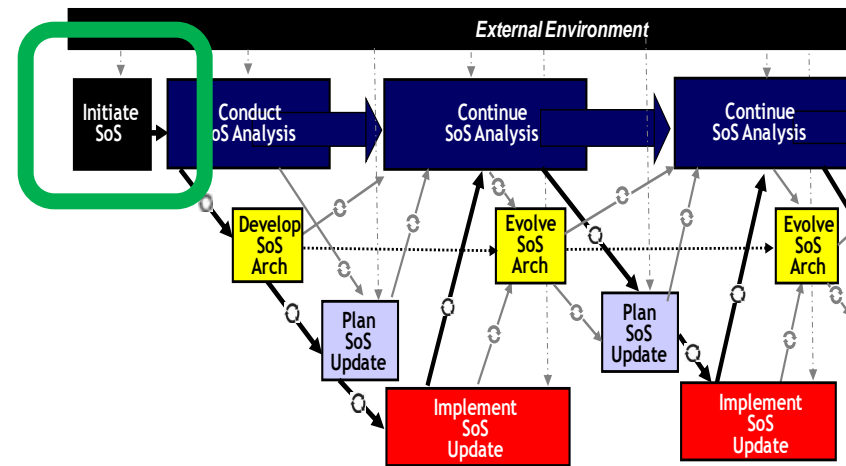 External Environment
Initiate
SoS
Conduct
SoS Analysis
Continue
SoS Analysis
Continue
SoS Analysis
Develop
SoS
Arch
Evolve
SoS
Arch
Evolve
SoS
Arch
Plan
SoS
Update
Plan
SoS
Update
Implement
SoS
Update
Implement
SoS
Update